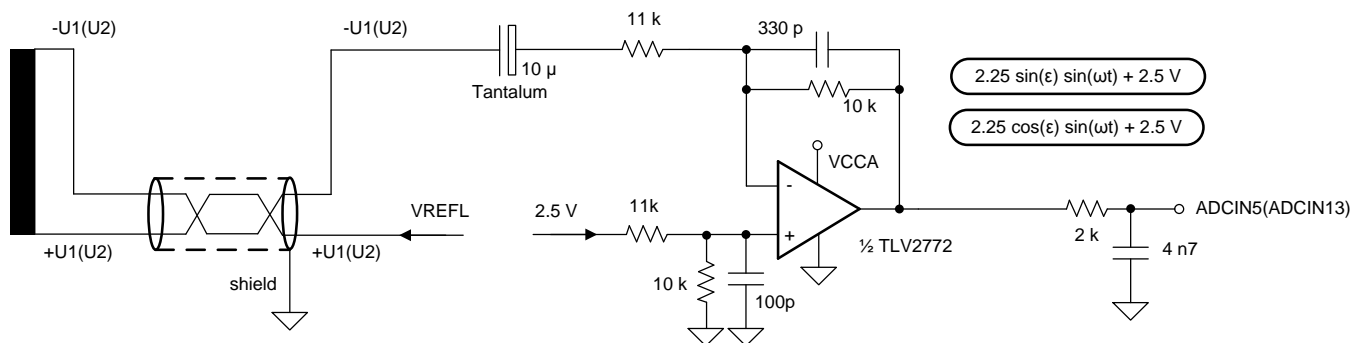 -U1(U2)
-U1(U2)
10 µ
Tantalum
11 k
330 p
10 k
2.25 sin(ε) sin(ωt) + 2.5 V
2.25 cos(ε) sin(ωt) + 2.5 V
VCCA
-
+
½ TLV2772
VREFL
2.5 V
11k
10 k
100p
+U1(U2)
+U1(U2)
shield
2 k
4 n7
ADCIN5(ADCIN13)